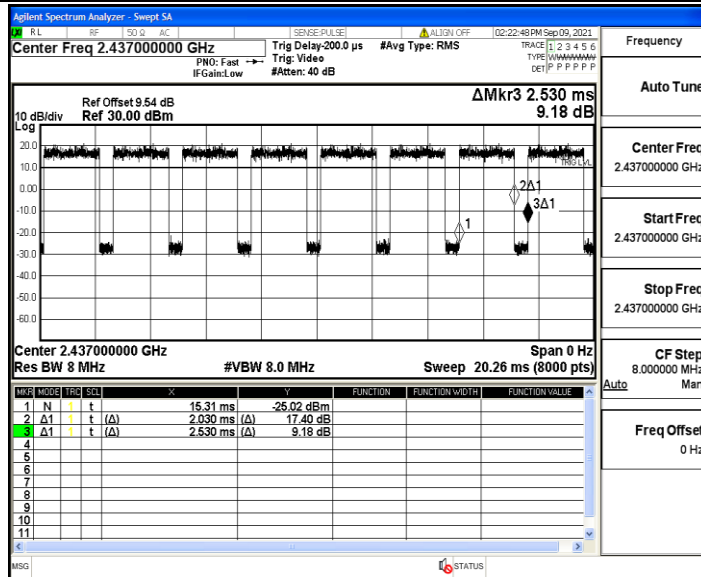 Agilent Spectrum Analyzer - Swept SA
RL RF 50 Ω AC SENSE:PULSE ALIGN OFF 02:22:48 PM Sep 09, 2021
Center Freq 2.437000000 GHz
PNO: Fast
IFGain:Low
Trig Delay-200.0 µs
Trig: Video
#Atten: 40 dB
#Avg Type: RMS
TRACE 1 2 3 4 5 6
TYPE WWWWWW
DET P P P P P P
ΔMkr3 2.530 ms
9.18 dB
Ref Offset 9.54 dB
10 dB/div Ref 30.00 dBm
Log
20.0
10.0
0.00
-10.0
-20.0
-30.0
-40.0
-50.0
-60.0
TRIG LVL
2Δ1
3Δ1
1
Center 2.437000000 GHz Span 0 Hz
Res BW 8 MHz #VBW 8.0 MHz Sweep 20.26 ms (8000 pts)
MKR MODE TRC SCL X Y FUNCTION FUNCTION WIDTH FUNCTION VALUE
1 N 1 t 15.31 ms -25.02 dBm
2 Δ1 1 t (Δ) 2.030 ms (Δ) 17.40 dB
3 Δ1 1 t (Δ) 2.530 ms (Δ) 9.18 dB
4
5
6
7
8
9
10
11
MSG STATUS
Frequency
Auto Tune
Center Freq
2.437000000 GHz
Start Freq
2.437000000 GHz
Stop Freq
2.437000000 GHz
CF Step
8.000000 MHz
Auto Man
Freq Offset
0 Hz